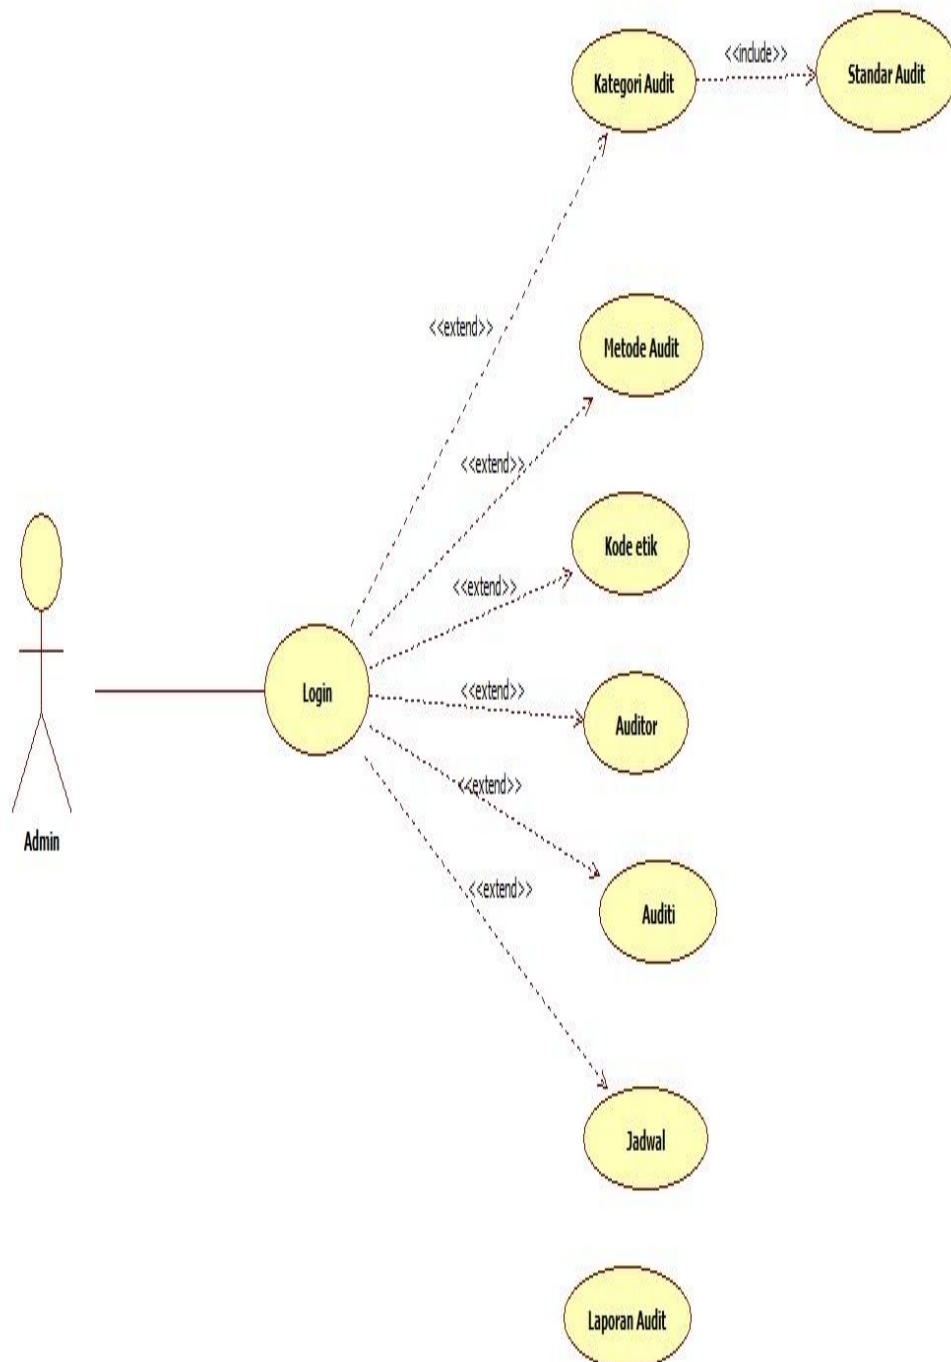 <<include>>
Kategori Audit
Standar Audit
<<extend>>
Metode Audit
<<extend>>
Kode etik
<<extend>>
Login
<<extend>>
Auditor
<<extend>>
Admin
<<extend>>
Auditi
Jadwal
Laporan Audit